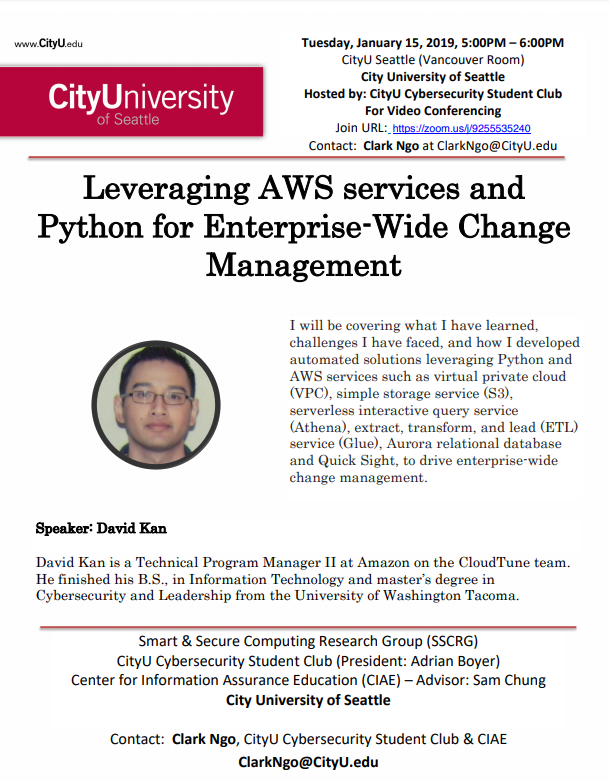 www.CityU.edu
CityUniversity
of Seattle
Tuesday, January 15, 2019, 5:00PM – 6:00PM
CityU Seattle (Vancouver Room)
City University of Seattle
Hosted by: CityU Cybersecurity Student Club
For Video Conferencing
Join URL: https://zoom.us/j/9255535240
Contact: Clark Ngo at ClarkNgo@CityU.edu
Leveraging AWS services and
Python for Enterprise-Wide Change
Management
I will be covering what I have learned,
challenges I have faced, and how I developed
automated solutions leveraging Python and
AWS services such as virtual private cloud
(VPC), simple storage service (S3),
serverless interactive query service
(Athena), extract, transform, and lead (ETL)
service (Glue), Aurora relational database
and Quick Sight, to drive enterprise-wide
change management.
Speaker: David Kan
David Kan is a Technical Program Manager II at Amazon on the CloudTune team.
He finished his B.S., in Information Technology and master's degree in
Cybersecurity and Leadership from the University of Washington Tacoma.
Smart & Secure Computing Research Group (SSCRG)
CityU Cybersecurity Student Club (President: Adrian Boyer)
Center for Information Assurance Education (CIAE) – Advisor: Sam Chung
City University of Seattle
Contact: Clark Ngo, CityU Cybersecurity Student Club & CIAE
ClarkNgo@CityU.edu